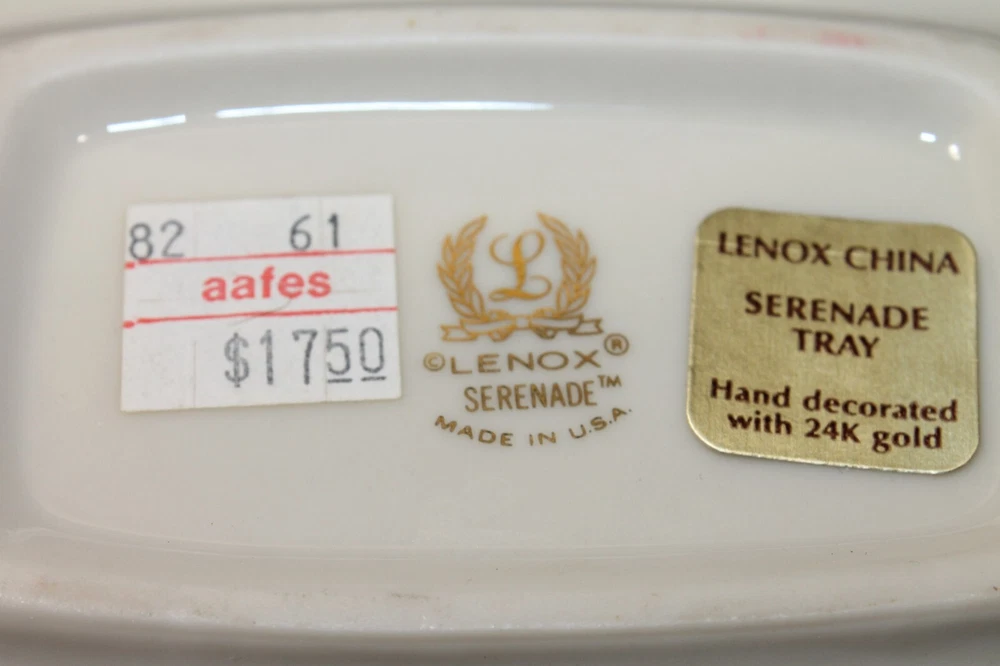 82 61
aafes
$1750
L
©LENOX®
SERENADE™
MADE IN U.S.A.
LENOX CHINA
SERENADE
TRAY
Hand decorated
with 24K gold